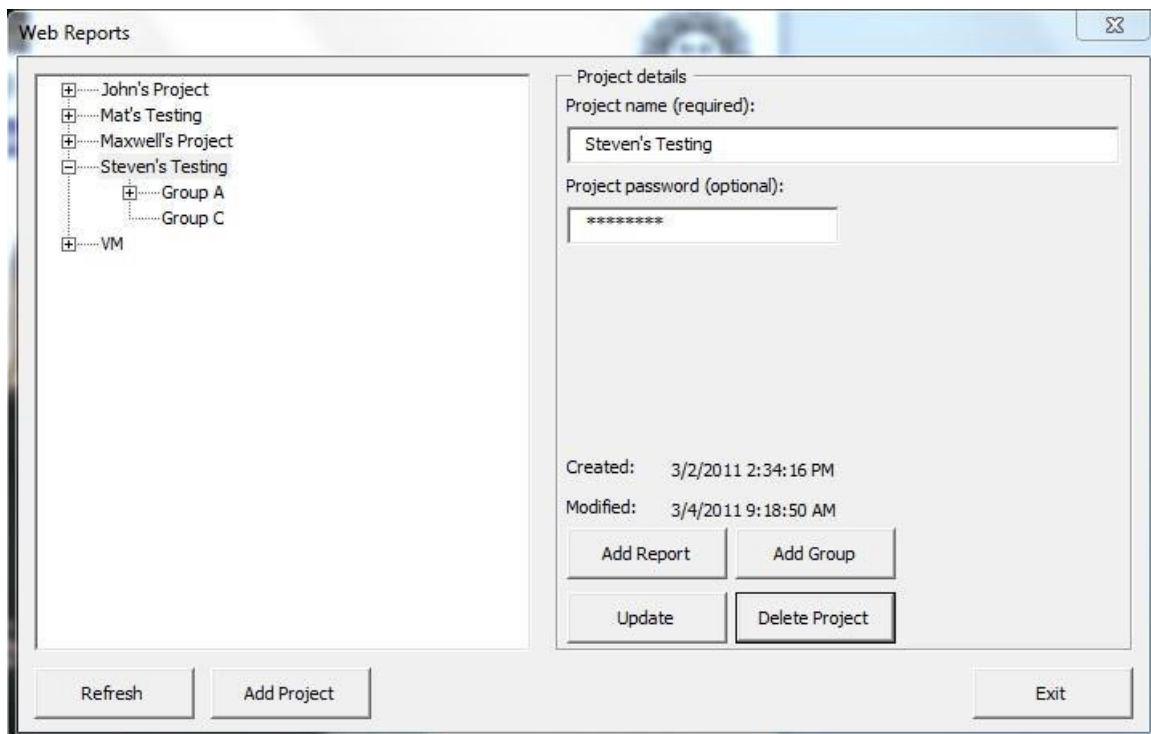 Web Reports
John's Project
Mat's Testing
Maxwell's Project
Steven's Testing
Group A
Group C
VM
Project details
Project name (required):
Steven's Testing
Project password (optional):
********
Created: 3/2/2011 2:34:16 PM
Modified: 3/4/2011 9:18:50 AM
Add Report Add Group
Update Delete Project
Refresh Add Project Exit